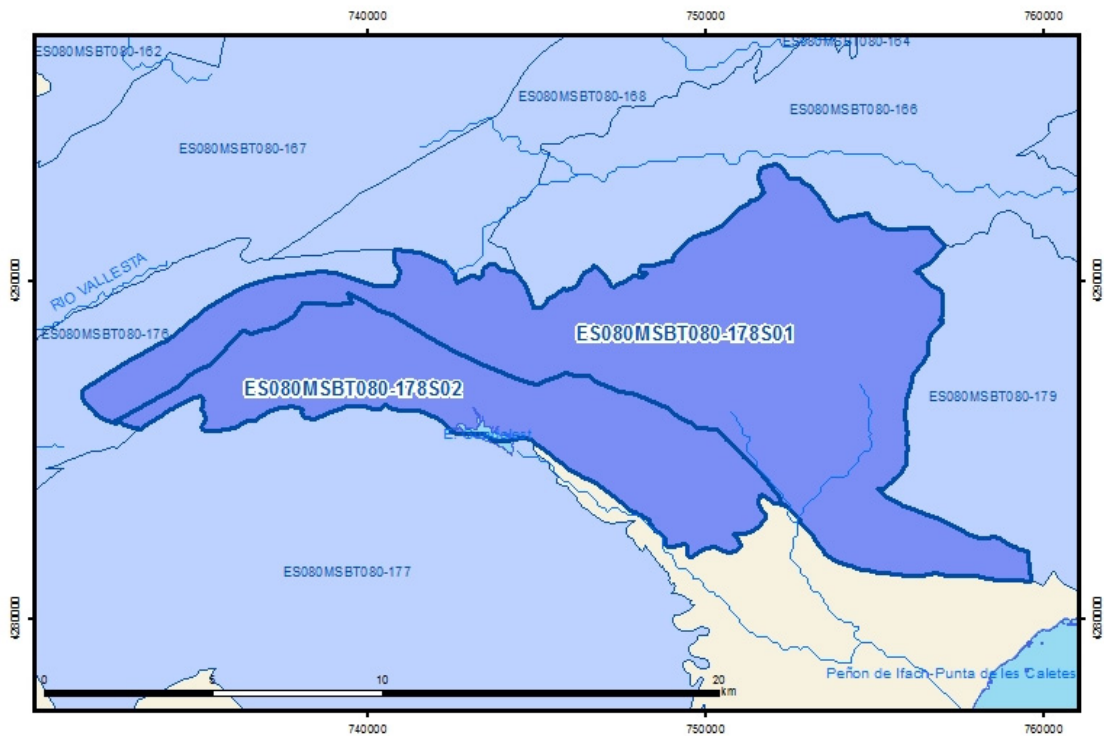 740000 750000 760000
ES080MSBT080-162
ES080MSBT080-164
ES080MSBT080-168
ES080MSBT080-166
ES080MSBT080-167
RIO VALLESTA
4290000 4290000
ES080MSBT080-176
ES080MSBT080-178S01
ES080MSBT080-178S02
ES080MSBT080-179
ES080MSBT080-177
4280000 4280000
Peñon de Ifach-Punta de les Caletes
0 5 10 20
km
740000 750000 760000